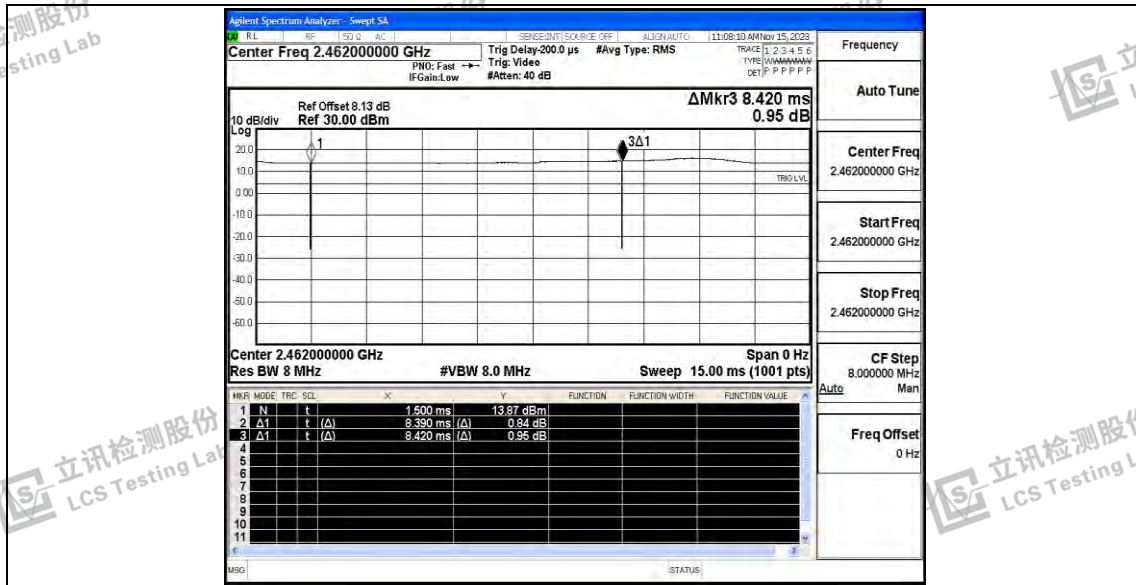 Agilent Spectrum Analyzer - Swept SA
RL RF 50 Ω AC SENSE:INT SOURCE OFF ALIGN AUTO 11:08:10 AM Nov 15, 2023
Center Freq 2.462000000 GHz
PNO: Fast
IFGain:Low
Trig Delay-200.0 µs
Trig: Video
#Atten: 40 dB
#Avg Type: RMS
TRACE 1 2 3 4 5 6
TYPE
DET P P P P P P
Ref Offset 8.13 dB
Ref 30.00 dBm
10 dB/div
Log
ΔMkr3 8.420 ms
0.95 dB
20.0
10.0
0.00
-10.0
-20.0
-30.0
-40.0
-50.0
-60.0
1
3Δ1
TRIG LVL
Center 2.462000000 GHz
Span 0 Hz
Res BW 8 MHz
#VBW 8.0 MHz
Sweep 15.00 ms (1001 pts)
MKR MODE TRC SCL X Y FUNCTION FUNCTION WIDTH FUNCTION VALUE
1 N t 1.500 ms 13.87 dBm
2 Δ1 t (Δ) 8.390 ms (Δ) 0.84 dB
3 Δ1 t (Δ) 8.420 ms (Δ) 0.95 dB
4
5
6
7
8
9
10
11
MSG
STATUS
Frequency
Auto Tune
Center Freq
2.462000000 GHz
Start Freq
2.462000000 GHz
Stop Freq
2.462000000 GHz
CF Step
8.000000 MHz
Auto Man
Freq Offset
0 Hz
立讯检测股份
LCS Testing Lab
立讯检测股份
LCS Testing L